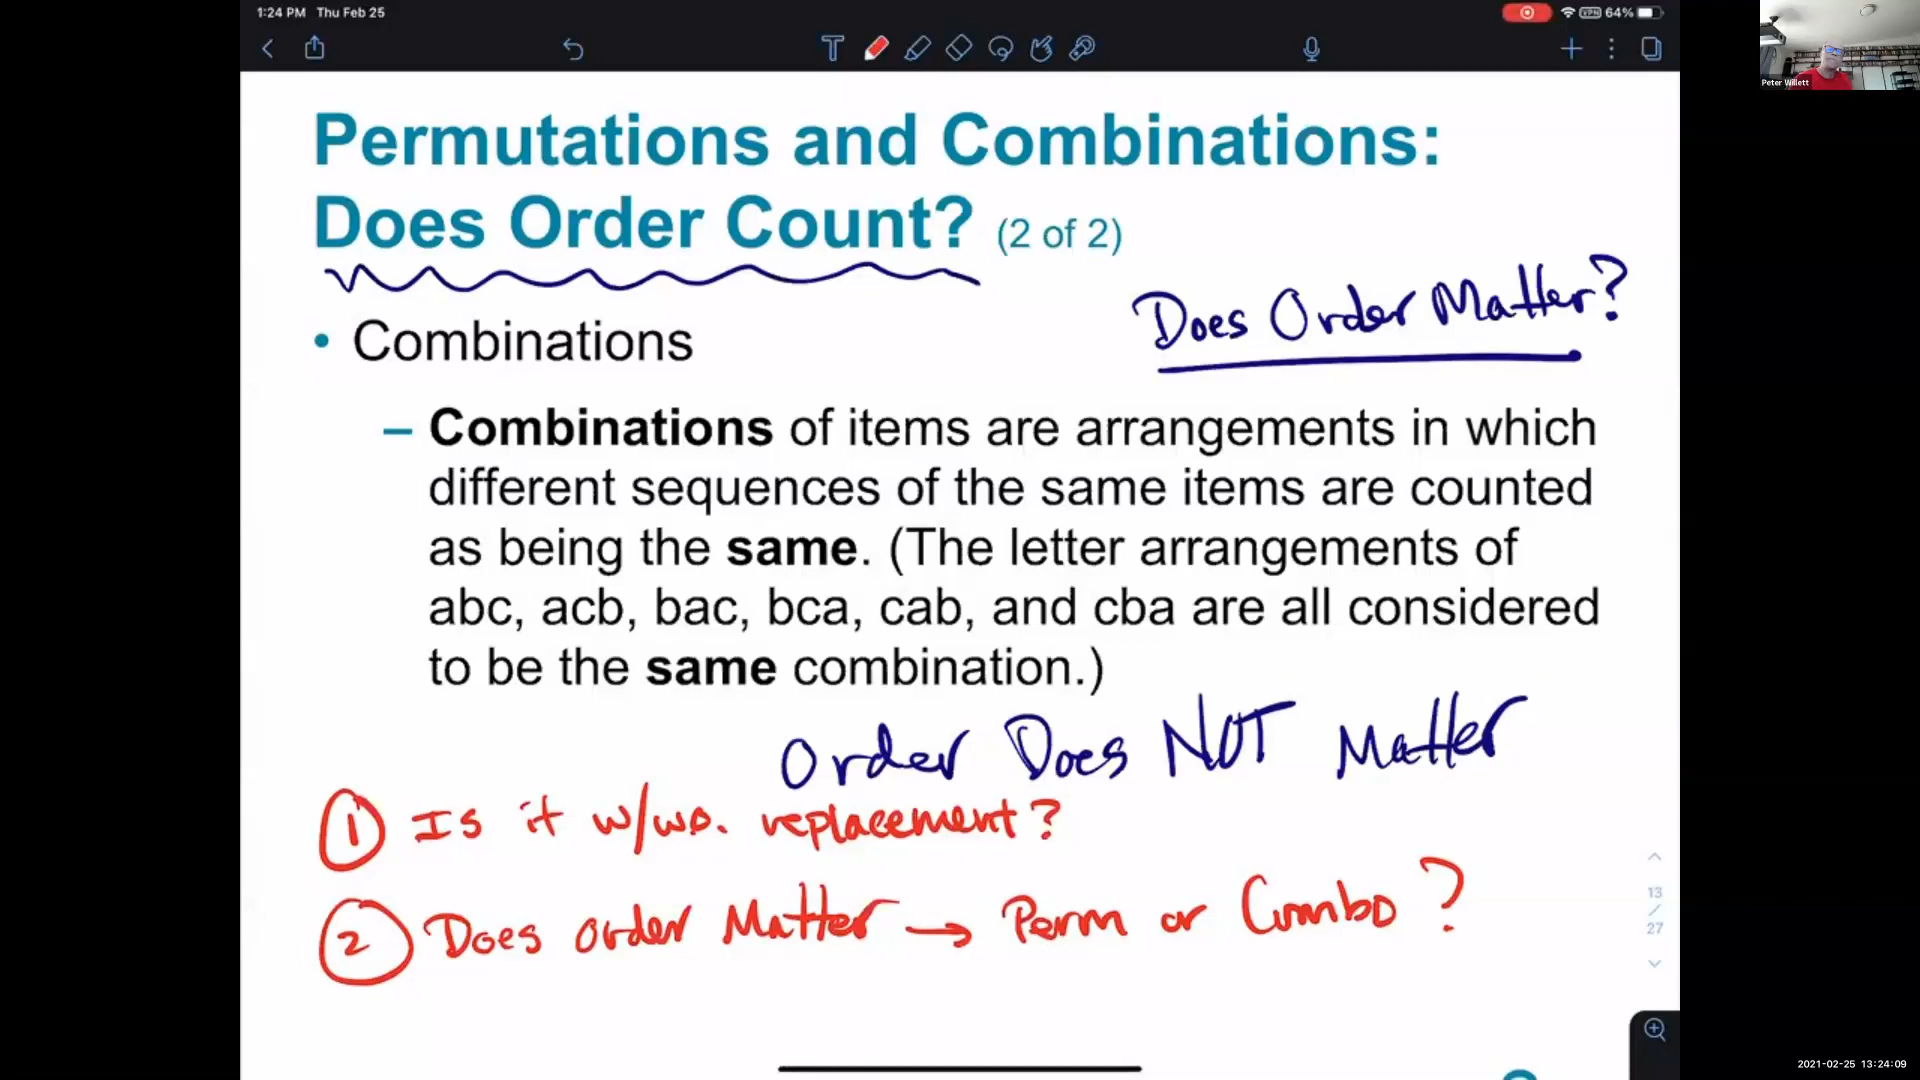 1:24 PM Thu Feb 25
VPN 64%
Peter Willett
Permutations and Combinations:
Does Order Count? (2 of 2)
Does Order Matter?
• Combinations
– Combinations of items are arrangements in which
different sequences of the same items are counted
as being the same. (The letter arrangements of
abc, acb, bac, bca, cab, and cba are all considered
to be the same combination.)
Order Does NOT Matter
1 Is it w/wo. replacement?
2 Does order Matter → Perm or Combo?
13
/
27
2021-02-25 13:24:09